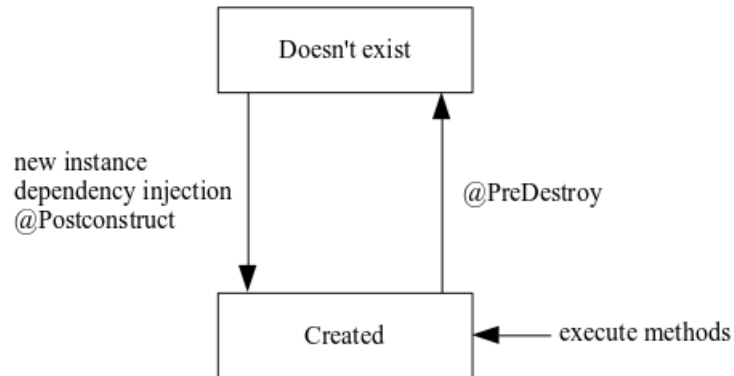 Doesn't exist
new instance
dependency injection
@Postconstruct
@PreDestroy
Created
execute methods